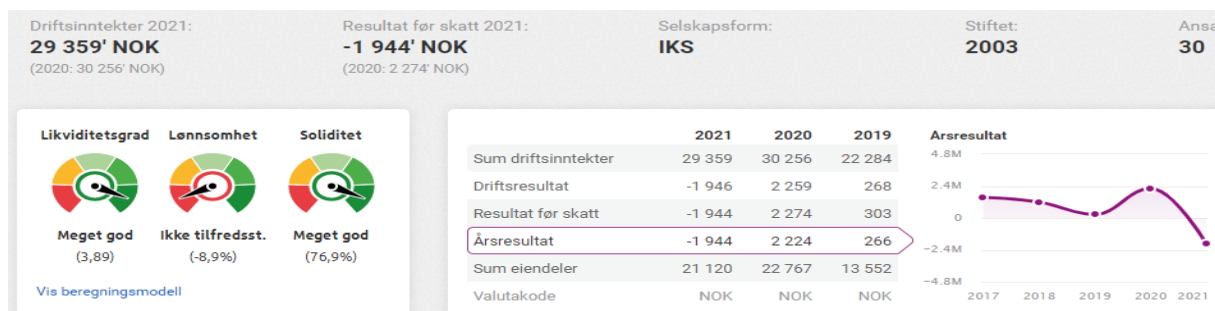 Driftsinntekter 2021:
29 359' NOK
(2020: 30 256' NOK)
Resultat før skatt 2021:
-1 944' NOK
(2020: 2 274' NOK)
Selskapsform:
IKS
Stiftet:
2003
Ansa
30
Likviditetsgrad Lønnsomhet Soliditet
Meget god Ikke tilfredsst. Meget god
(3,89) (-8,9%) (76,9%)
Vis beregningsmodell
2021 2020 2019
Sum driftsinntekter 29 359 30 256 22 284
Driftsresultat -1 946 2 259 268
Resultat før skatt -1 944 2 274 303
Årsresultat -1 944 2 224 266
Sum eiendeler 21 120 22 767 13 552
Valutakode NOK NOK NOK
Arsresultat
4.8M
2.4M
0
−2.4M
−4.8M
2017 2018 2019 2020 2021